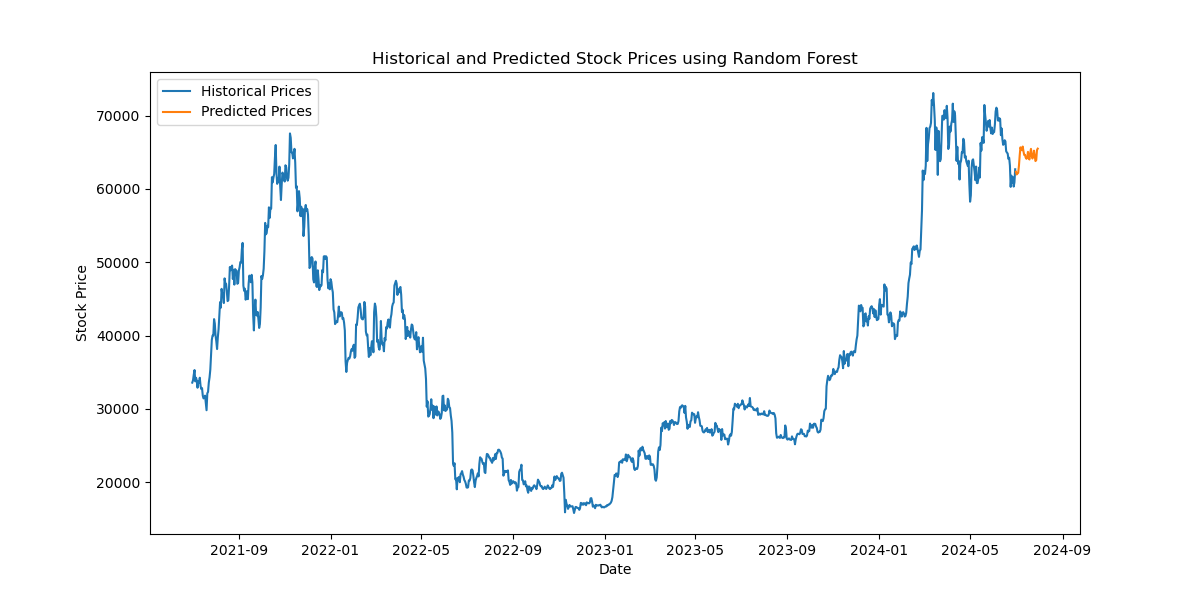 Historical and Predicted Stock Prices using Random Forest
Historical Prices
Predicted Prices
Stock Price
70000
60000
50000
40000
30000
20000
2021-09 2022-01 2022-05 2022-09 2023-01 2023-05 2023-09 2024-01 2024-05 2024-09
Date